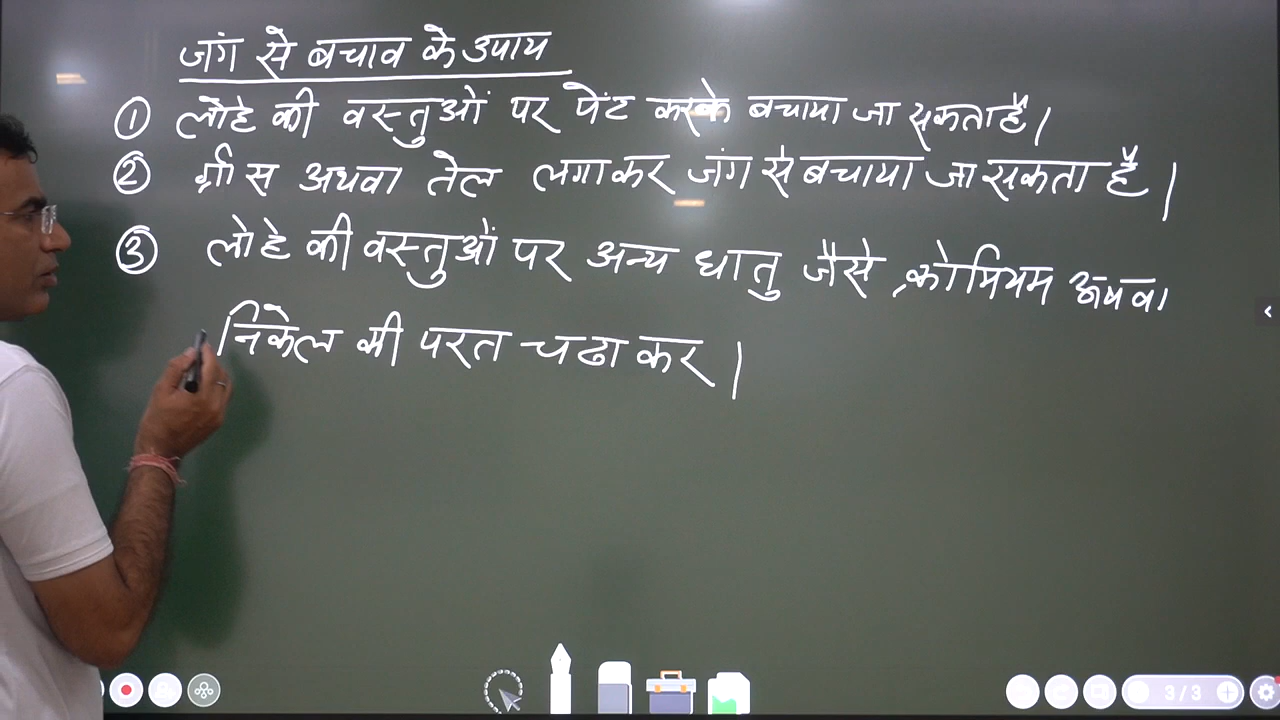 जंग से बचाव के उपाय
① लोहे की वस्तुओं पर पेंट करके बचाया जा सकता है।
② ग्रीस अथवा तेल लगाकर जंग से बचाया जा सकता है।
③ लोहे की वस्तुओं पर अन्य धातु जैसे, क्रोमियम अथवा
निकेल की परत चढा कर।
3/3